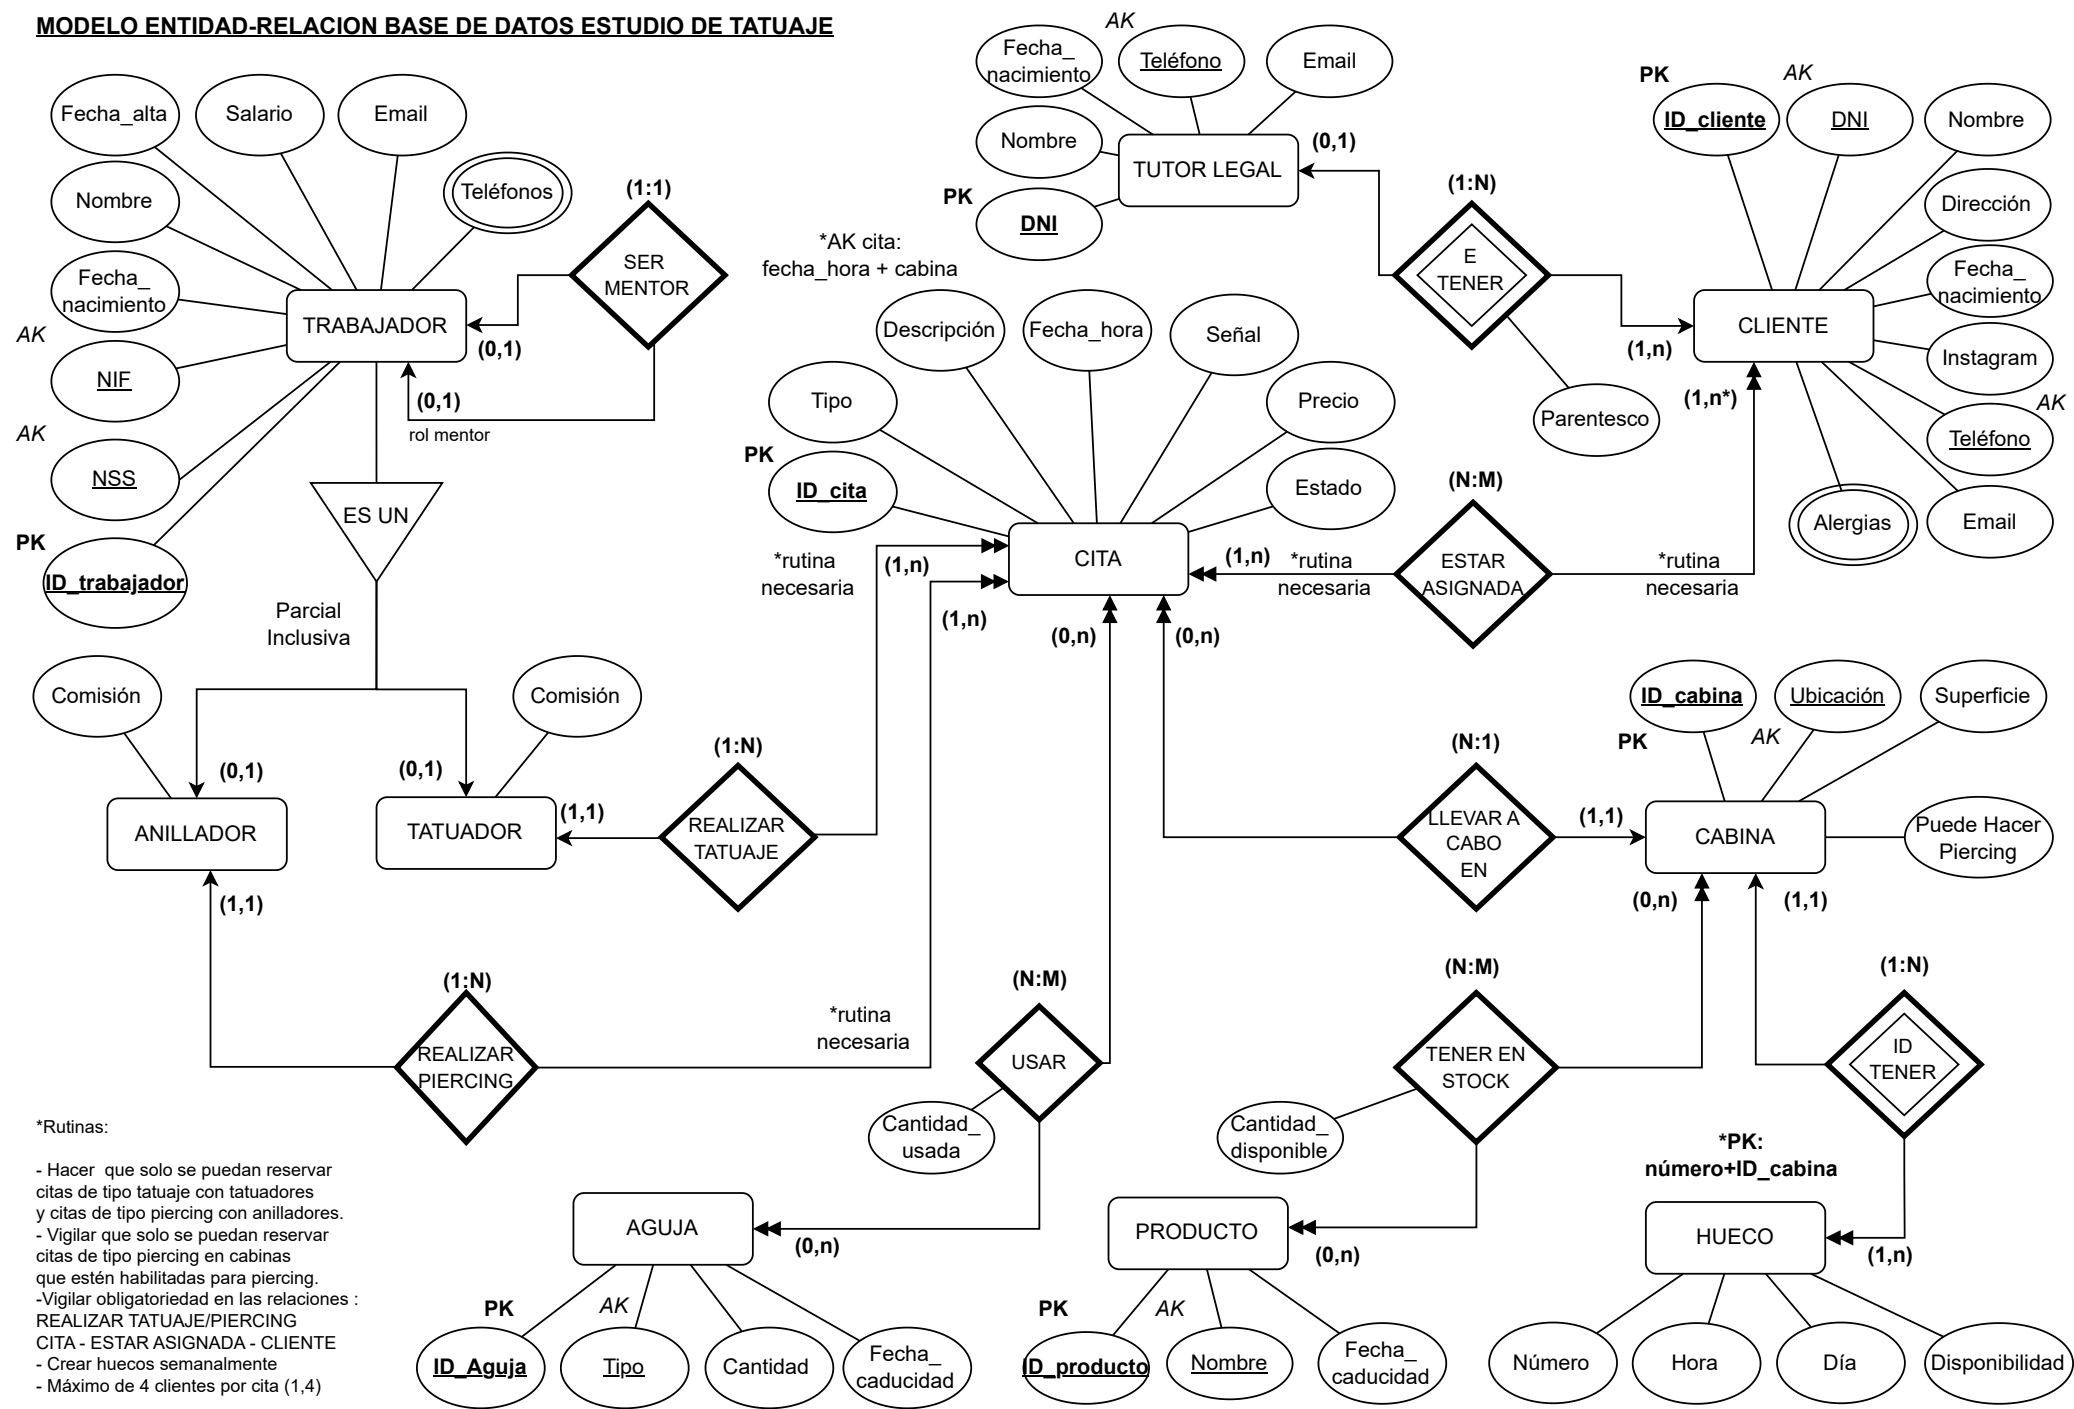 MODELO ENTIDAD-RELACION BASE DE DATOS ESTUDIO DE TATUAJE
Fecha_alta
Salario
Email
Teléfonos
Nombre
Fecha_
nacimiento
AK
NIF
AK
NSS
PK
ID_trabajador
TRABAJADOR
(1:1)
SER
MENTOR
(0,1)
(0,1)
rol mentor
ES UN
Parcial
Inclusiva
Comisión
Comisión
(0,1)
(0,1)
ANILLADOR
TATUADOR
(1,1)
(1,1)
(1:N)
REALIZAR
TATUAJE
(1:N)
REALIZAR
PIERCING
*rutina
necesaria
*rutina
necesaria
(1,n)
(1,n)
AK
Fecha_
nacimiento
Teléfono
Email
Nombre
PK
DNI
TUTOR LEGAL
(0,1)
(1:N)
E
TENER
Parentesco
(1,n)
PK
ID_cliente
AK
DNI
Nombre
Dirección
Fecha_
nacimiento
Instagram
AK
Teléfono
Email
Alergias
CLIENTE
(1,n*)
*AK cita:
fecha_hora + cabina
Descripción
Fecha_hora
Señal
Tipo
Precio
PK
ID_cita
Estado
CITA
(1,n)
*rutina
necesaria
(N:M)
ESTAR
ASIGNADA
*rutina
necesaria
(0,n)
(0,n)
ID_cabina
PK
Ubicación
AK
Superficie
Puede Hacer
Piercing
CABINA
(N:1)
LLEVAR A
CABO
EN
(1,1)
(0,n)
(1,1)
(N:M)
USAR
Cantidad_
usada
(N:M)
TENER EN
STOCK
Cantidad_
disponible
(1:N)
ID
TENER
*PK:
número+ID_cabina
AGUJA
(0,n)
PK
ID_Aguja
AK
Tipo
Cantidad
Fecha_
caducidad
PRODUCTO
(0,n)
PK
ID_producto
AK
Nombre
Fecha_
caducidad
HUECO
(1,n)
Número
Hora
Día
Disponibilidad
*Rutinas:
- Hacer que solo se puedan reservar
citas de tipo tatuaje con tatuadores
y citas de tipo piercing con anilladores.
- Vigilar que solo se puedan reservar
citas de tipo piercing en cabinas
que estén habilitadas para piercing.
-Vigilar obligatoriedad en las relaciones :
REALIZAR TATUAJE/PIERCING
CITA - ESTAR ASIGNADA - CLIENTE
- Crear huecos semanalmente
- Máximo de 4 clientes por cita (1,4)